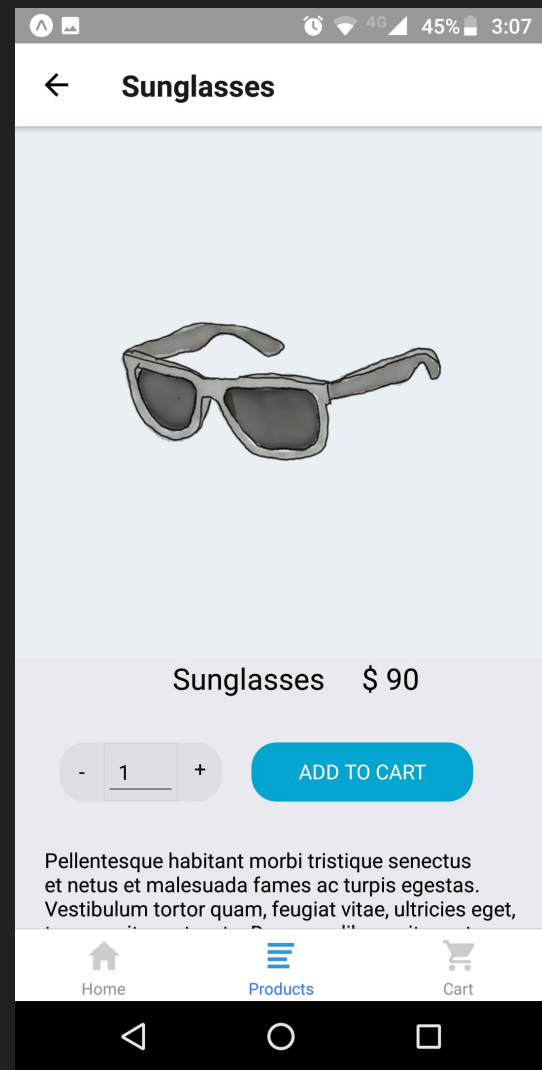 4G 45% 3:07
Sunglasses
Sunglasses $ 90
- 1 + ADD TO CART
Pellentesque habitant morbi tristique senectus
et netus et malesuada fames ac turpis egestas.
Vestibulum tortor quam, feugiat vitae, ultricies eget,
Home Products Cart